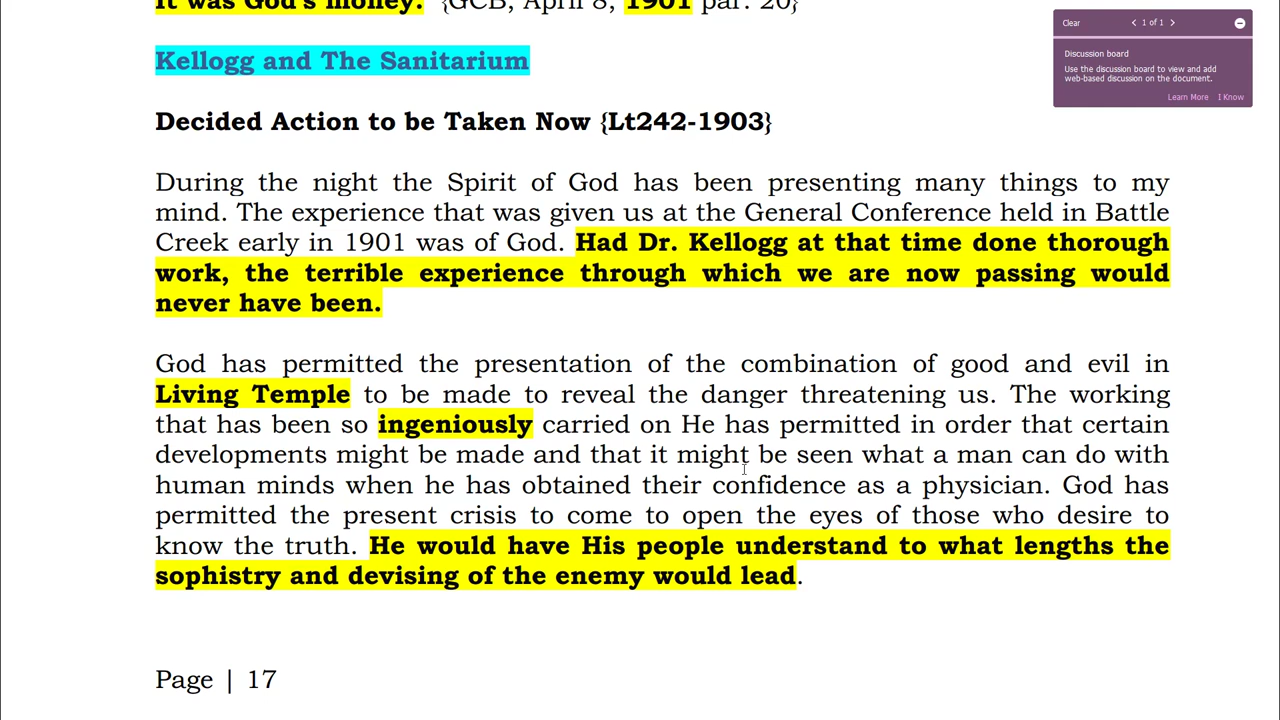 It was God's money. {GCB, April 8, 1901 par. 20}
Clear
1 of 1
Discussion board
Use the discussion board to view and add
web-based discussion on the document.
Learn More I Know
Kellogg and The Sanitarium
Decided Action to be Taken Now {Lt242-1903}
During the night the Spirit of God has been presenting many things to my
mind. The experience that was given us at the General Conference held in Battle
Creek early in 1901 was of God. Had Dr. Kellogg at that time done thorough
work, the terrible experience through which we are now passing would
never have been.
God has permitted the presentation of the combination of good and evil in
Living Temple to be made to reveal the danger threatening us. The working
that has been so ingeniously carried on He has permitted in order that certain
developments might be made and that it might be seen what a man can do with
human minds when he has obtained their confidence as a physician. God has
permitted the present crisis to come to open the eyes of those who desire to
know the truth. He would have His people understand to what lengths the
sophistry and devising of the enemy would lead.
Page | 17